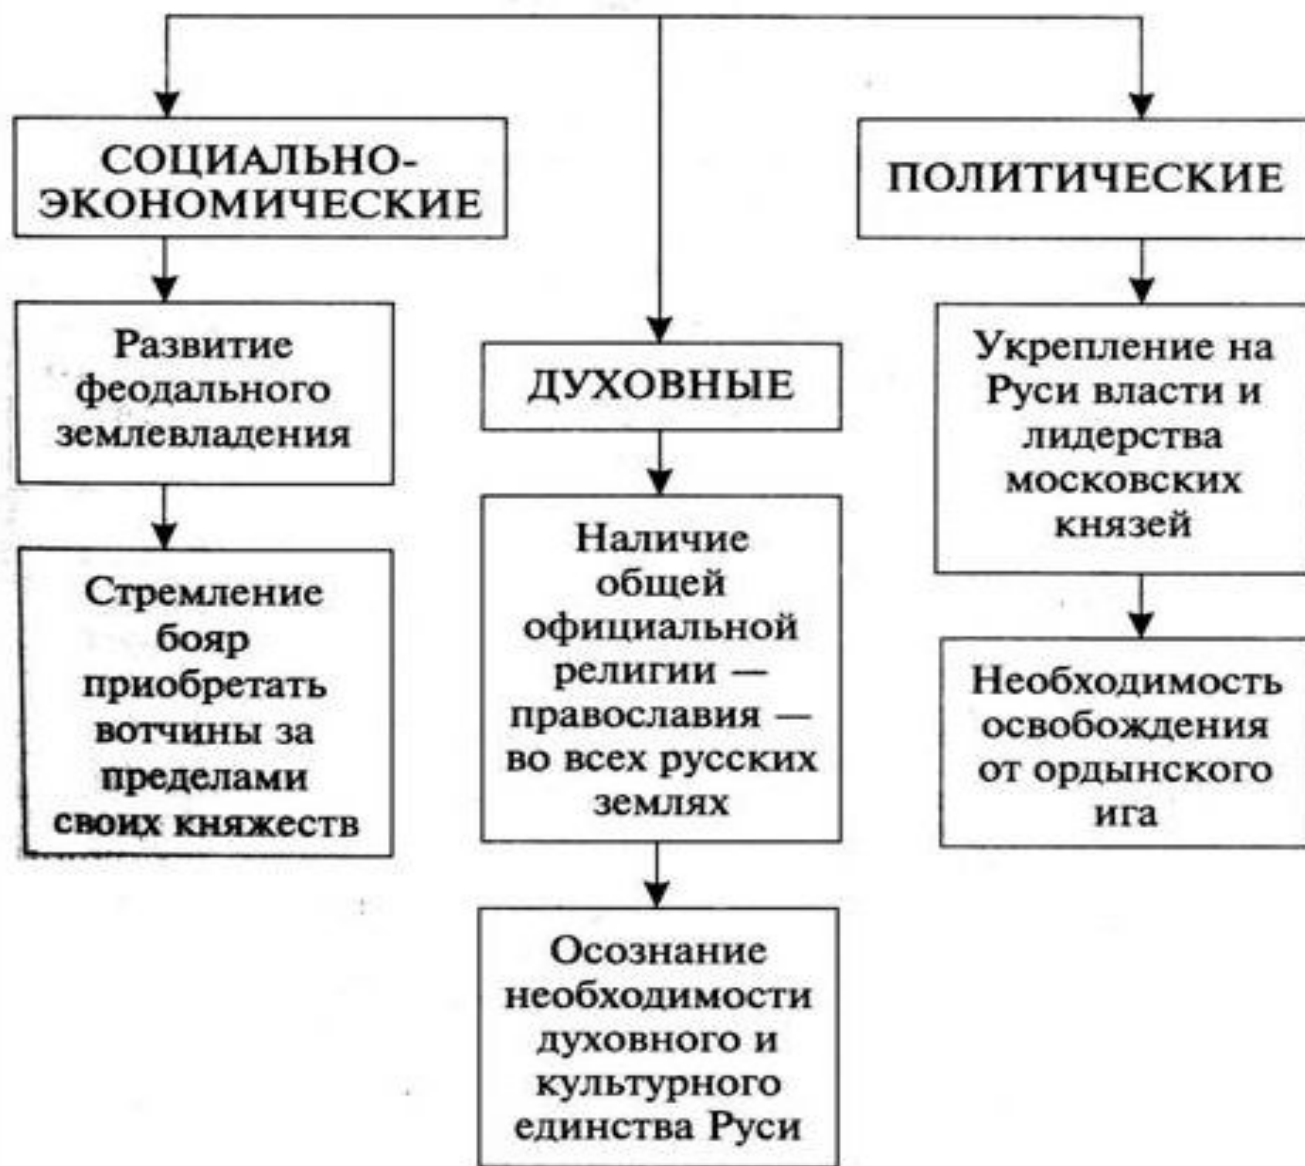 СОЦИАЛЬНО-
ЭКОНОМИЧЕСКИЕ
Развитие
феодального
землевладения
Стремление
бояр
приобретать
вотчины за
пределами
своих княжеств
ДУХОВНЫЕ
Наличие
общей
официальной
религии —
православия —
во всех русских
землях
Осознание
необходимости
духовного и
культурного
единства Руси
ПОЛИТИЧЕСКИЕ
Укрепление на
Руси власти и
лидерства
московских
князей
Необходимость
освобождения
от ордынского
ига